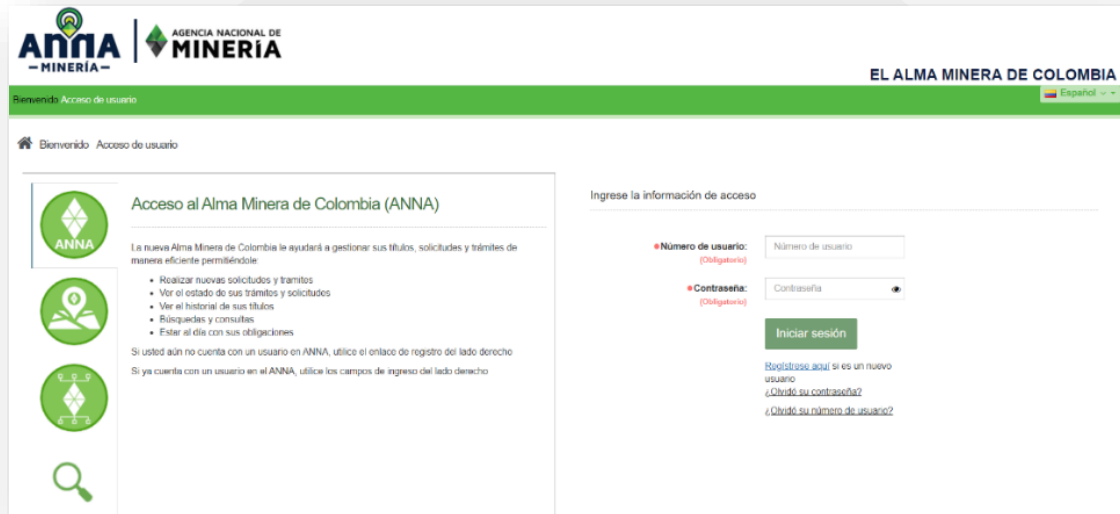 ANNA
–MINERÍA–
AGENCIA NACIONAL DE
MINERÍA
EL ALMA MINERA DE COLOMBIA
Bienvenido Acceso de usuario
Español
Bienvenido Acceso de usuario
ANNA
Acceso al Alma Minera de Colombia (ANNA)
La nueva Alma Minera de Colombia le ayudará a gestionar sus títulos, solicitudes y trámites de
manera eficiente permitiéndole:
• Realizar nuevas solicitudes y tramitos
• Ver el estado de sus trámites y solicitudes
• Ver el historial de sus títulos
• Búsquedas y consultas
• Estar al día con sus obligaciones
Si usted aún no cuenta con un usuario en ANNA, utilice el enlace de registro del lado derecho
Si ya cuenta con un usuario en el ANNA, utilice los campos de ingreso del lado derecho
Ingrese la información de acceso
Número de usuario:
(Obligatorio)
Número de usuario
Contraseña:
(Obligatorio)
Contraseña
Iniciar sesión
Regístrese aquí si es un nuevo
usuario
¿Olvidó su contraseña?
¿Olvidó su número de usuario?